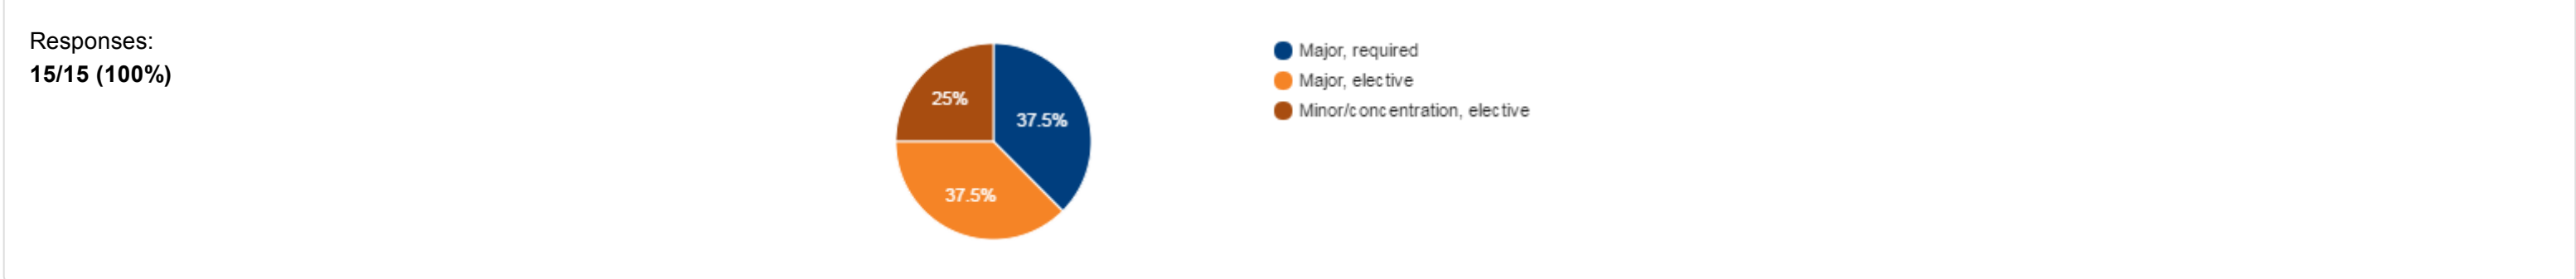 Responses:
15/15 (100%)
25%
37.5%
37.5%
Major, required
Major, elective
Minor/concentration, elective